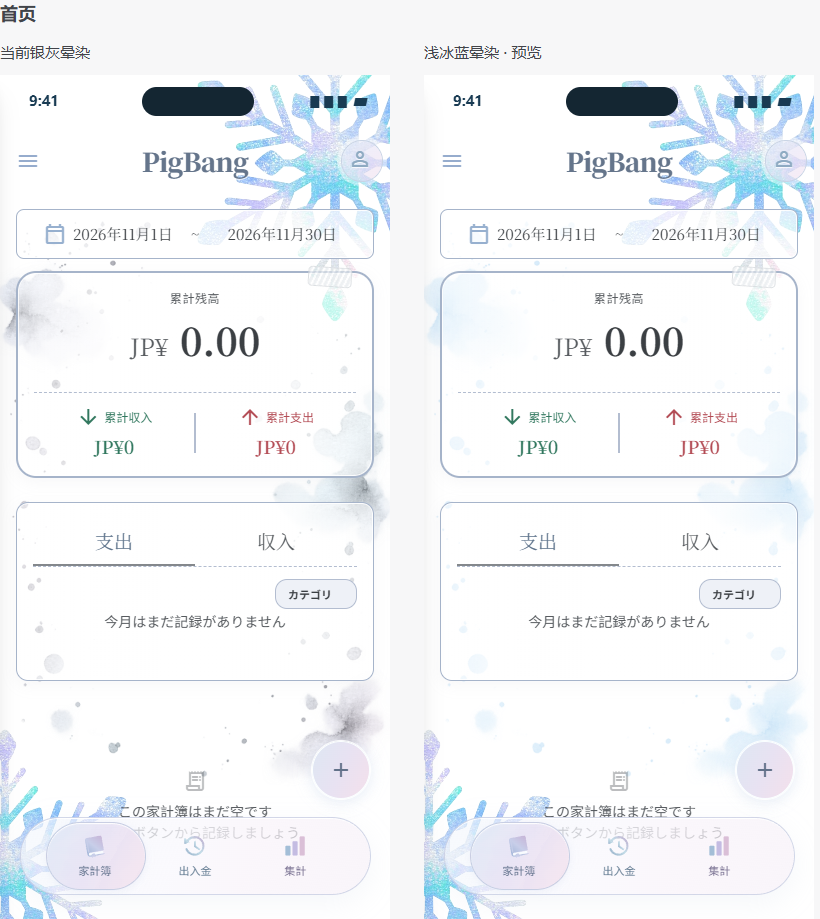 首页
当前银灰晕染
9:41
PigBang
2026年11月1日 ~ 2026年11月30日
累計残高
JP¥ 0.00
累計収入
累計支出
JP¥0
JP¥0
支出
収入
カテゴリ
今月はまだ記録がありません
+
この家計簿はまだ空です
ボタンから記録しましょう
家計簿
出入金
集計
浅冰蓝晕染 · 预览
9:41
PigBang
2026年11月1日 ~ 2026年11月30日
累計残高
JP¥ 0.00
累計収入
累計支出
JP¥0
JP¥0
支出
収入
カテゴリ
今月はまだ記録がありません
+
この家計簿はまだ空です
ボタンから記録しましょう
家計簿
出入金
集計